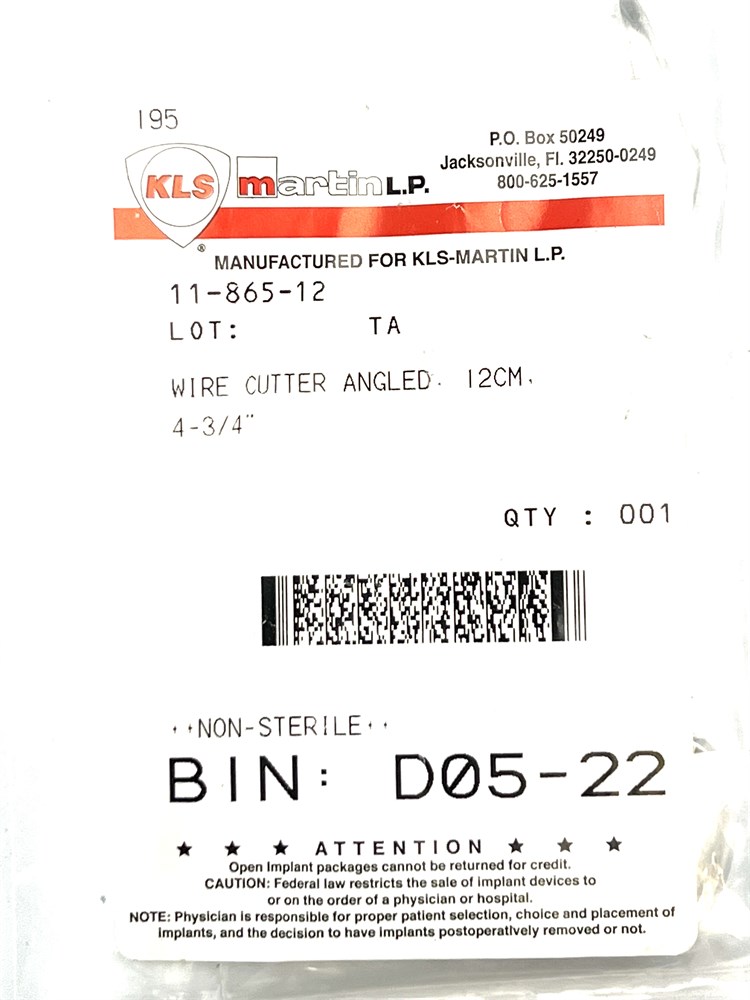 195
KLS martin L.P.
P.O. Box 50249
Jacksonville, Fl. 32250-0249
800-625-1557
®
MANUFACTURED FOR KLS-MARTIN L.P.
11-865-12
LOT: TA
WIRE CUTTER ANGLED. 12CM.
4-3/4"
QTY : 001
··NON-STERILE··
BIN: D05-22
★ ★ ★ ATTENTION ★ ★ ★
Open Implant packages cannot be returned for credit.
CAUTION: Federal law restricts the sale of implant devices to
or on the order of a physician or hospital.
NOTE: Physician is responsible for proper patient selection, choice and placement of
implants, and the decision to have implants postoperatively removed or not.